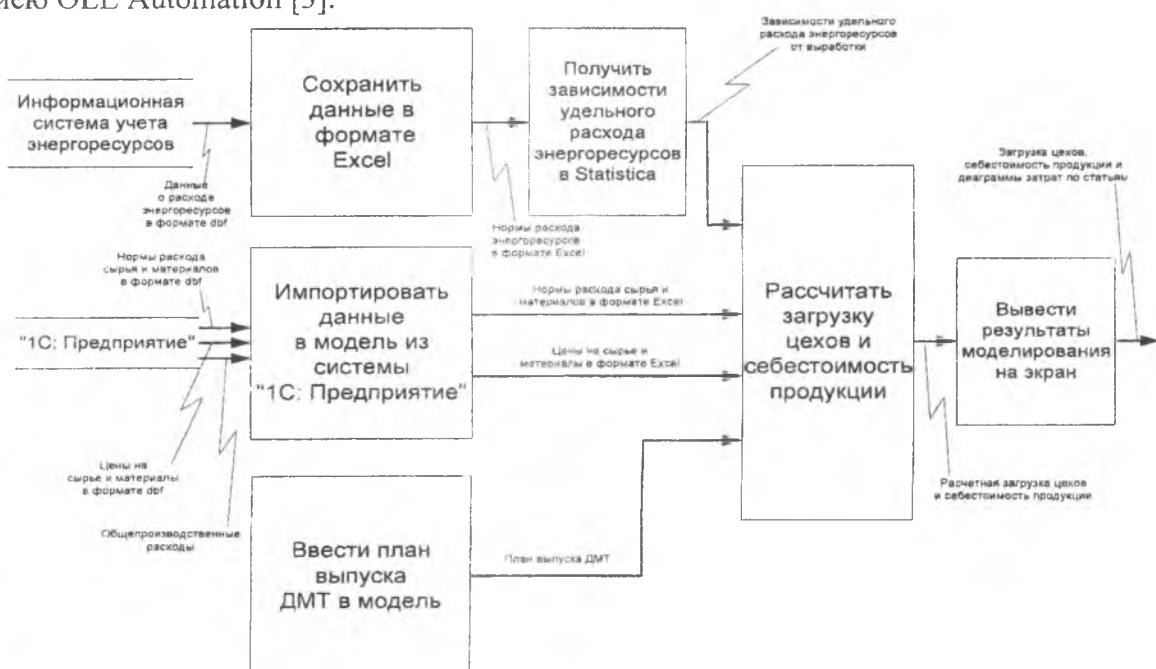 OLE Automation [3].
Зависимости удельного
расхода энергоресурсов
от выработки
Информационная
система учета
энергоресурсов
Сохранить
данные в
формате
Excel
Получить
зависимости
удельного
расхода
энергоресурсов
в Statistica
Загрузка цехов,
себестоимость продукции и
диаграммы затрат по статьям
Данные
о расходе
энергоресурсов
в формате dbf
Нормы расхода
энергоресурсов
в формате Excel
Нормы расхода
сырья и материалов
в формате dbf
"1С: Предприятие"
Импортировать
данные
в модель из
системы
"1С: Предприятие"
Нормы расхода сырья и
материалов в формате Excel
Цены на сырье и
материалы в формате Excel
Рассчитать
загрузку
цехов и
себестоимость
продукции
Вывести
результаты
моделирования
на экран
Цены на
сырье и материалы
в формате dbf
Общепроизводственные
расходы
Расчетная загрузка цехов
и себестоимость продукции
Ввести план
выпуска
ДМТ в модель
План выпуска ДМТ